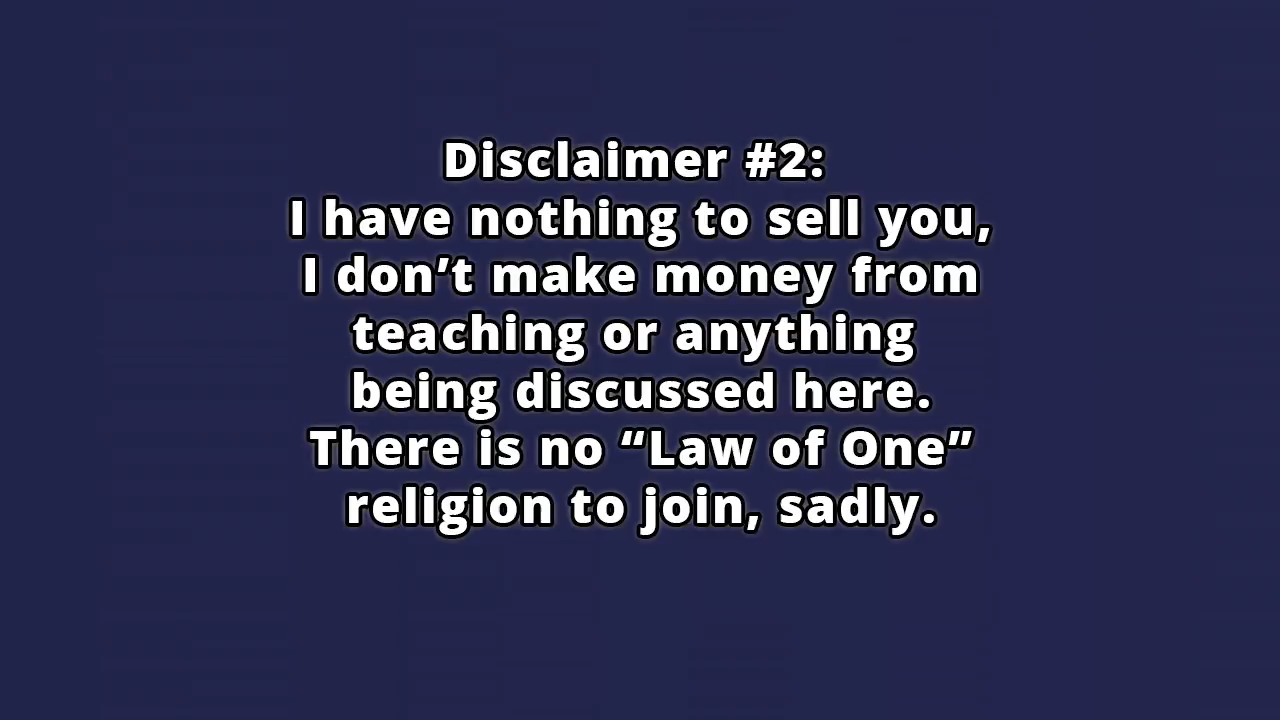 Disclaimer #2:
I have nothing to sell you,
I don’t make money from
teaching or anything
being discussed here.
There is no “Law of One”
religion to join, sadly.